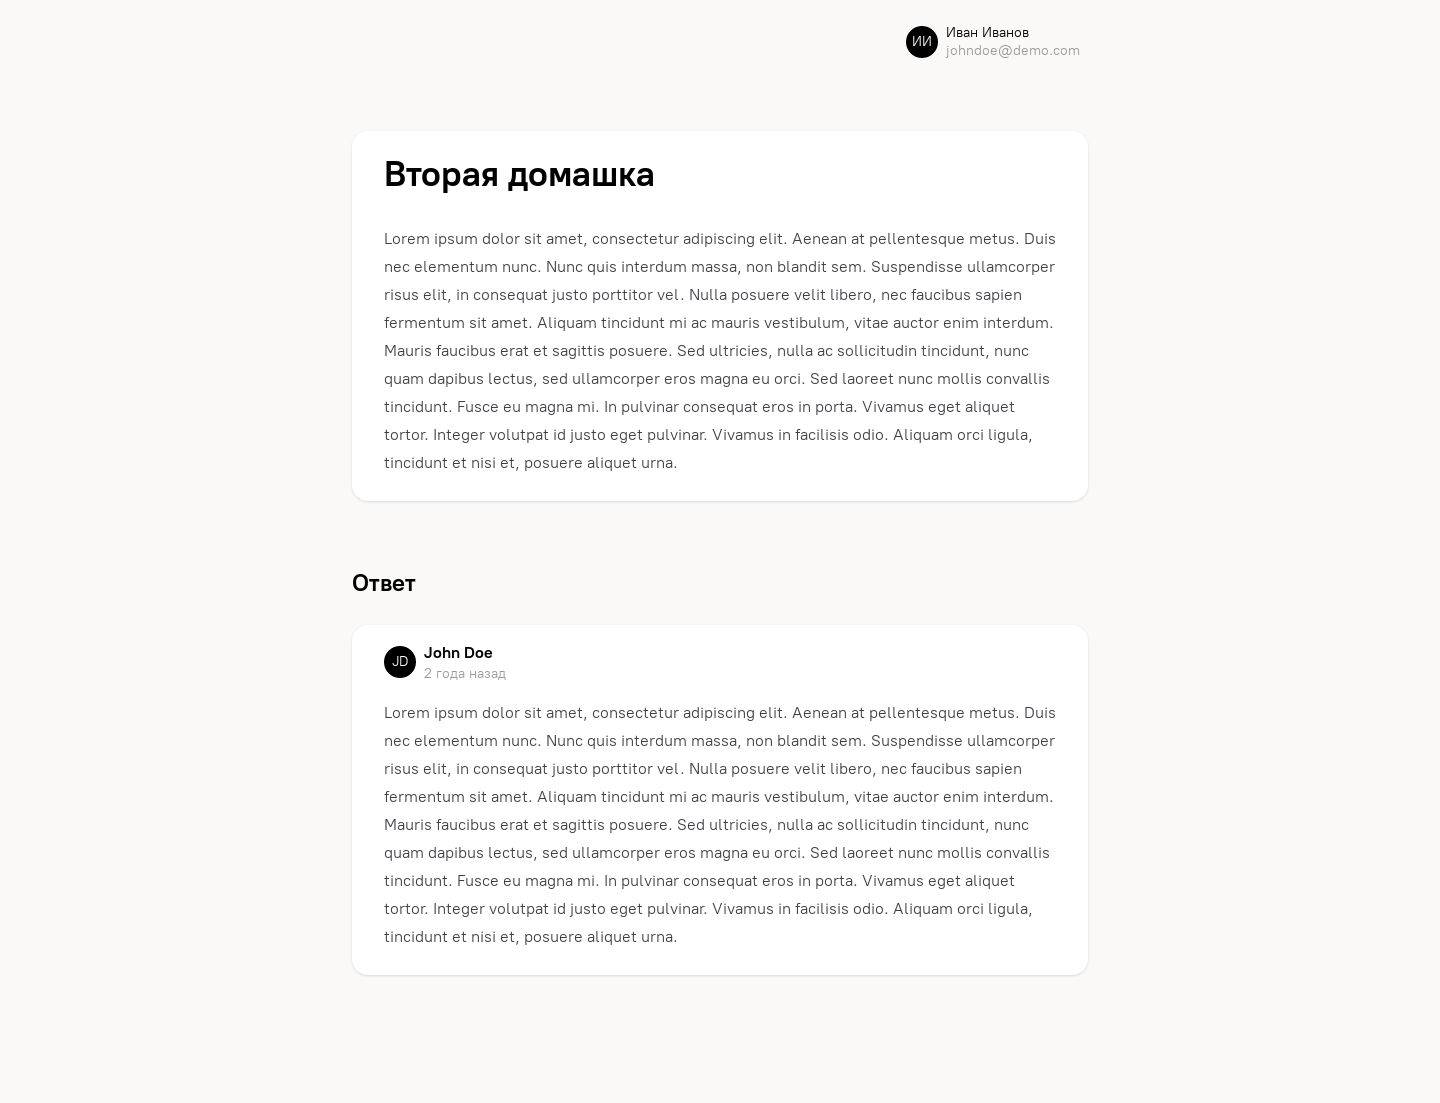 ИИ
Иван Иванов
johndoe@demo.com
Вторая домашка
Lorem ipsum dolor sit amet, consectetur adipiscing elit. Aenean at pellentesque metus. Duis
nec elementum nunc. Nunc quis interdum massa, non blandit sem. Suspendisse ullamcorper
risus elit, in consequat justo porttitor vel. Nulla posuere velit libero, nec faucibus sapien
fermentum sit amet. Aliquam tincidunt mi ac mauris vestibulum, vitae auctor enim interdum.
Mauris faucibus erat et sagittis posuere. Sed ultricies, nulla ac sollicitudin tincidunt, nunc
quam dapibus lectus, sed ullamcorper eros magna eu orci. Sed laoreet nunc mollis convallis
tincidunt. Fusce eu magna mi. In pulvinar consequat eros in porta. Vivamus eget aliquet
tortor. Integer volutpat id justo eget pulvinar. Vivamus in facilisis odio. Aliquam orci ligula,
tincidunt et nisi et, posuere aliquet urna.
Ответ
JD
John Doe
2 года назад
Lorem ipsum dolor sit amet, consectetur adipiscing elit. Aenean at pellentesque metus. Duis
nec elementum nunc. Nunc quis interdum massa, non blandit sem. Suspendisse ullamcorper
risus elit, in consequat justo porttitor vel. Nulla posuere velit libero, nec faucibus sapien
fermentum sit amet. Aliquam tincidunt mi ac mauris vestibulum, vitae auctor enim interdum.
Mauris faucibus erat et sagittis posuere. Sed ultricies, nulla ac sollicitudin tincidunt, nunc
quam dapibus lectus, sed ullamcorper eros magna eu orci. Sed laoreet nunc mollis convallis
tincidunt. Fusce eu magna mi. In pulvinar consequat eros in porta. Vivamus eget aliquet
tortor. Integer volutpat id justo eget pulvinar. Vivamus in facilisis odio. Aliquam orci ligula,
tincidunt et nisi et, posuere aliquet urna.